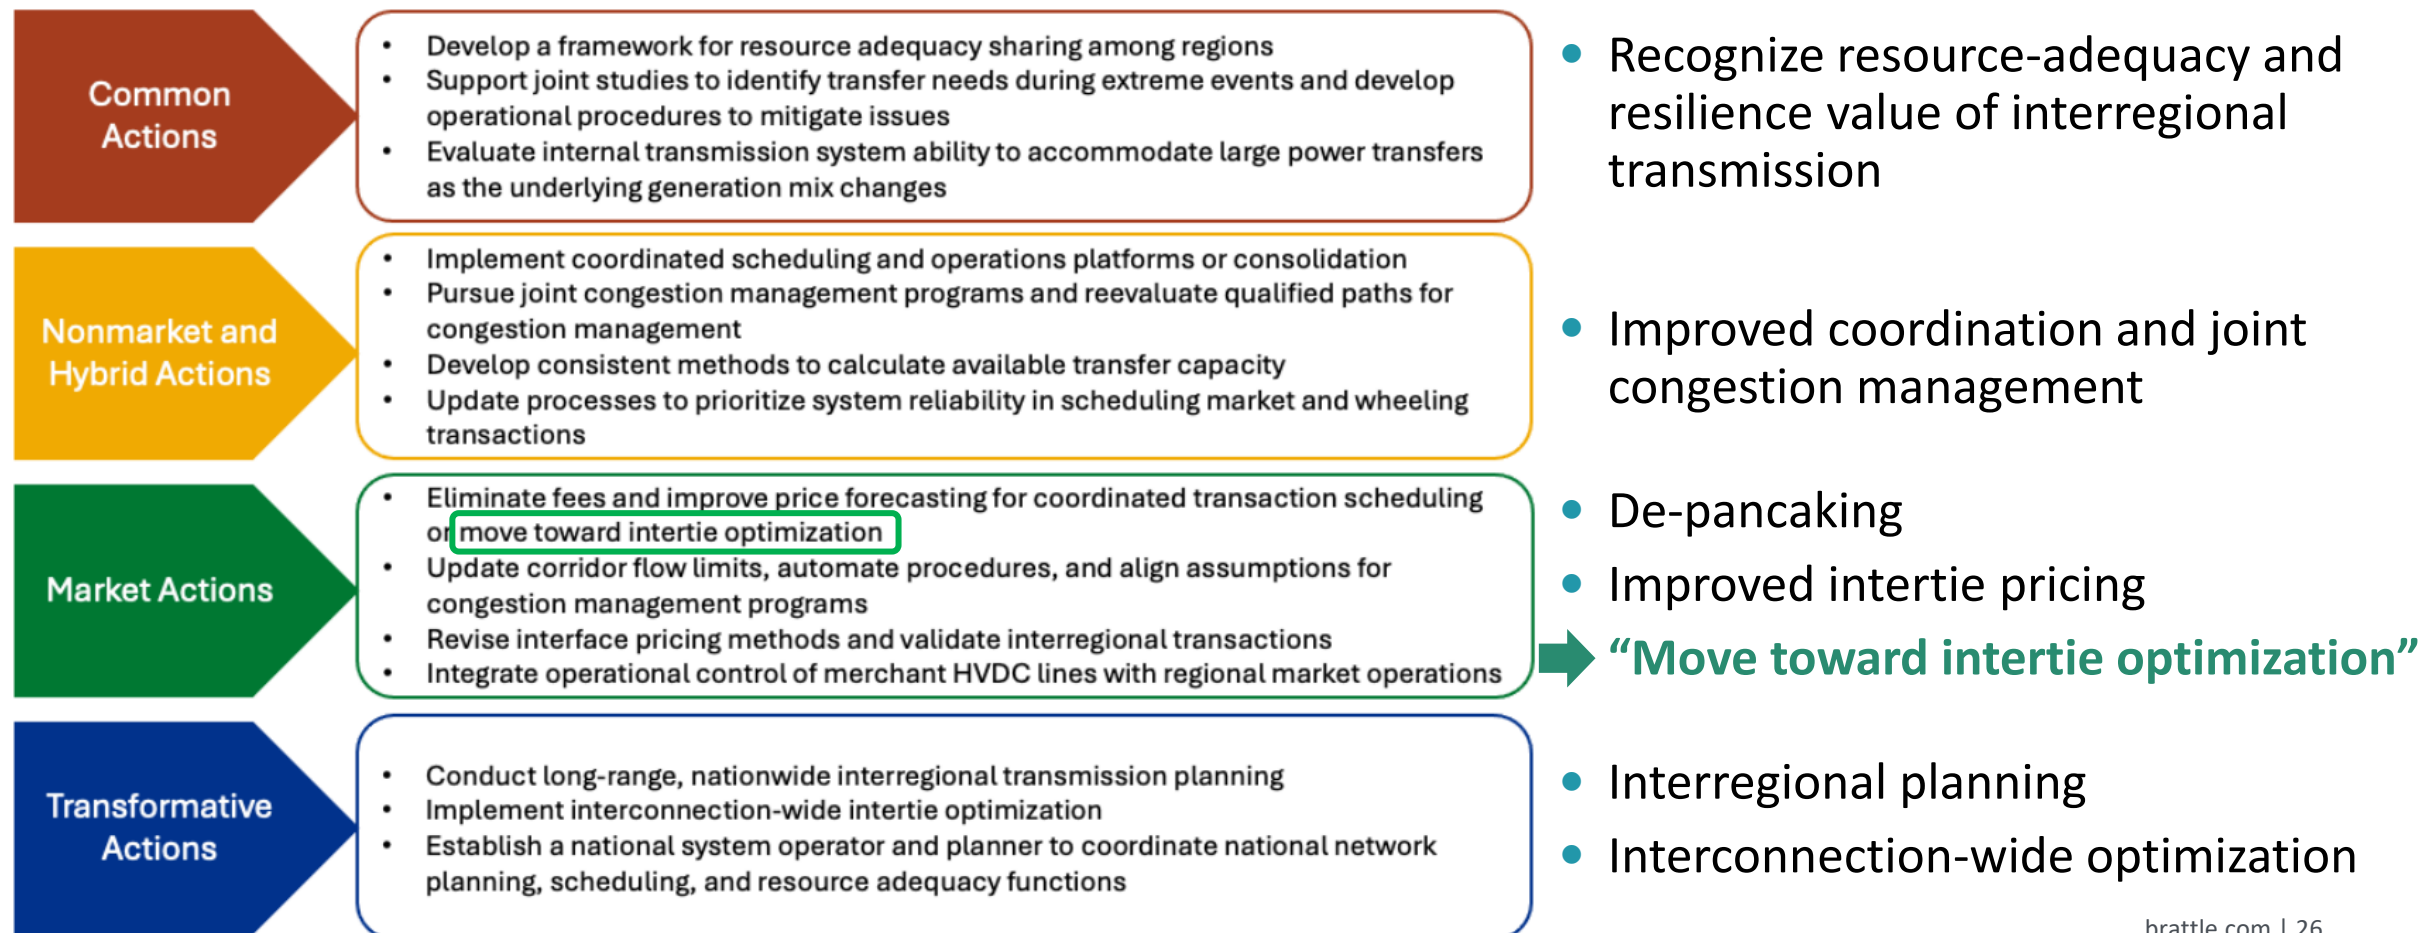 Common
Actions
• Develop a framework for resource adequacy sharing among regions
• Support joint studies to identify transfer needs during extreme events and develop
operational procedures to mitigate issues
• Evaluate internal transmission system ability to accommodate large power transfers
as the underlying generation mix changes
• Recognize resource-adequacy and
resilience value of interregional
transmission
Nonmarket and
Hybrid Actions
• Implement coordinated scheduling and operations platforms or consolidation
• Pursue joint congestion management programs and reevaluate qualified paths for
congestion management
• Develop consistent methods to calculate available transfer capacity
• Update processes to prioritize system reliability in scheduling market and wheeling
transactions
• Improved coordination and joint
congestion management
Market Actions
• Eliminate fees and improve price forecasting for coordinated transaction scheduling
or move toward intertie optimization
• Update corridor flow limits, automate procedures, and align assumptions for
congestion management programs
• Revise interface pricing methods and validate interregional transactions
• Integrate operational control of merchant HVDC lines with regional market operations
• De-pancaking
• Improved intertie pricing
“Move toward intertie optimization”
Transformative
Actions
• Conduct long-range, nationwide interregional transmission planning
• Implement interconnection-wide intertie optimization
• Establish a national system operator and planner to coordinate national network
planning, scheduling, and resource adequacy functions
• Interregional planning
• Interconnection-wide optimization
brattle.com | 26